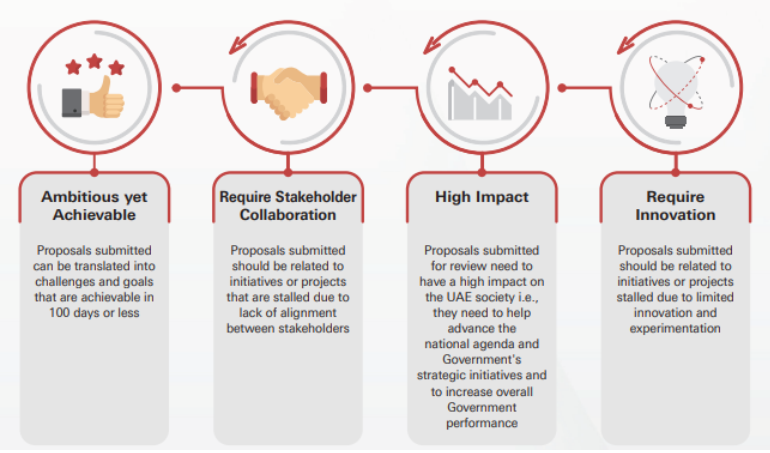 Ambitious yet
Achievable
Proposals submitted
can be translated into
challenges and goals
that are achievable in
100 days or less
Require Stakeholder
Collaboration
Proposals submitted
should be related to
initiatives or projects
that are stalled due to
lack of alignment
between stakeholders
High Impact
Proposals submitted
for review need to
have a high impact on
the UAE society i.e.,
they need to help
advance the
national agenda and
Government's
strategic initiatives and
to increase overall
Government
performance
Require
Innovation
Proposals submitted
should be related to
initiatives or projects
stalled due to limited
innovation and
experimentation